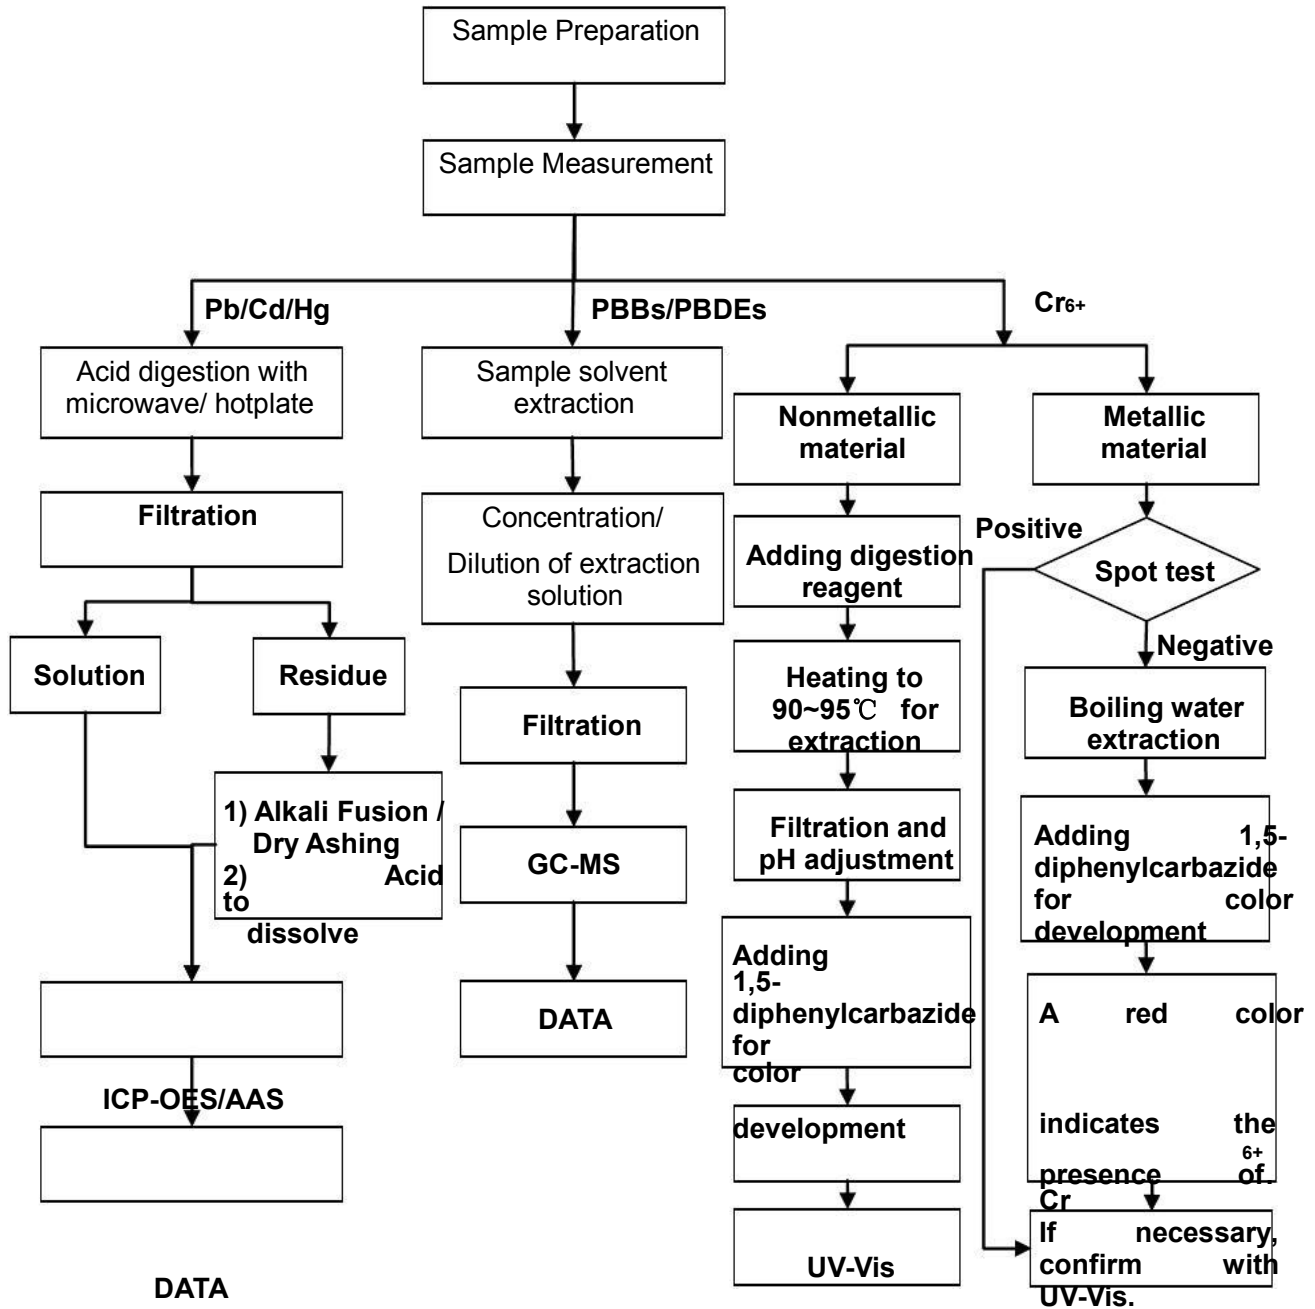 Sample Preparation
Sample Measurement
Pb/Cd/Hg
PBBs/PBDEs
Cr6+
Acid digestion with
microwave/ hotplate
Filtration
Solution
Residue
1) Alkali Fusion /
Dry Ashing
2) Acid
to
dissolve
ICP-OES/AAS
DATA
Sample solvent
extraction
Concentration/
Dilution of extraction
solution
Filtration
GC-MS
DATA
Nonmetallic
material
Adding digestion
reagent
Heating to
90~95℃ for
extraction
Filtration and
pH adjustment
Adding
1,5-
diphenylcarbazide
for
color
development
UV-Vis
Metallic
material
Positive
Spot test
Negative
Boiling water
extraction
Adding 1,5-
diphenylcarbazide
for color
development
A red color
indicates the
6+
presence of.
Cr
If necessary,
confirm with
UV-Vis.